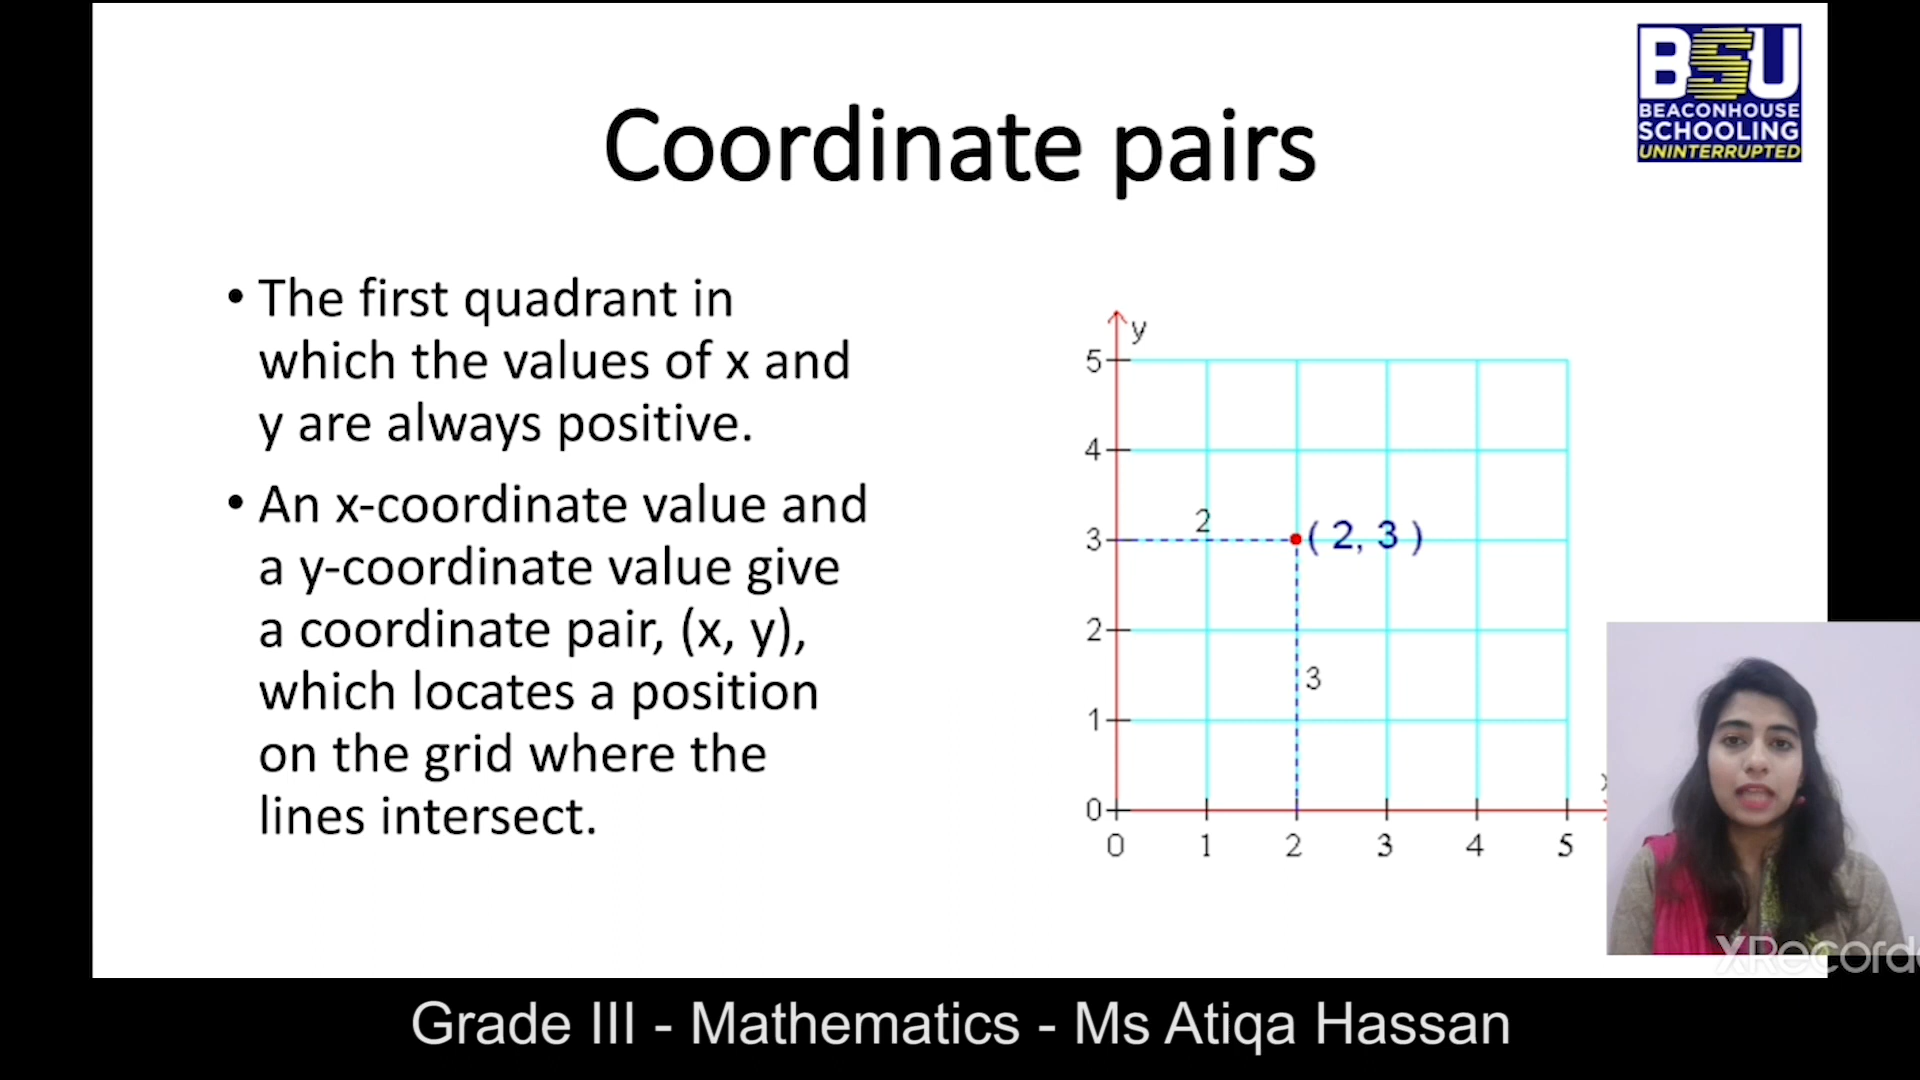 Coordinate pairs
BSU
BEACONHOUSE
SCHOOLING
UNINTERRUPTED
• The first quadrant in
which the values of x and
y are always positive.
• An x-coordinate value and
a y-coordinate value give
a coordinate pair, (x, y),
which locates a position
on the grid where the
lines intersect.
y
5
4
2
3
( 2, 3 )
2
3
1
0
0 1 2 3 4 5
Grade III - Mathematics - Ms Atiqa Hassan